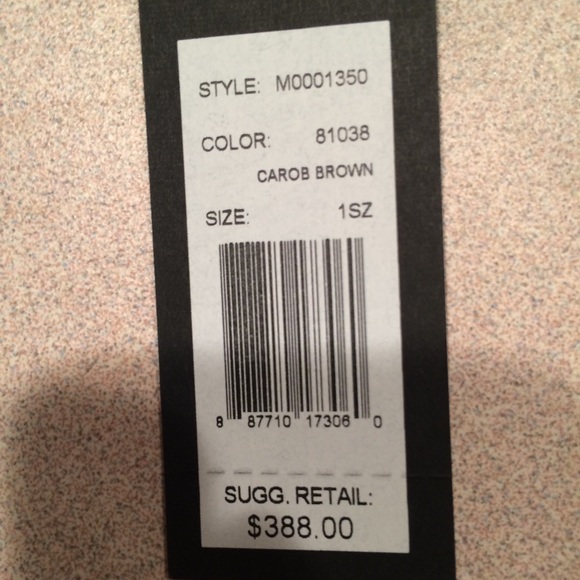 STYLE: M0001350
COLOR: 81038
CAROB BROWN
SIZE: 1SZ
8 87710 17306 0
SUGG. RETAIL:
$388.00